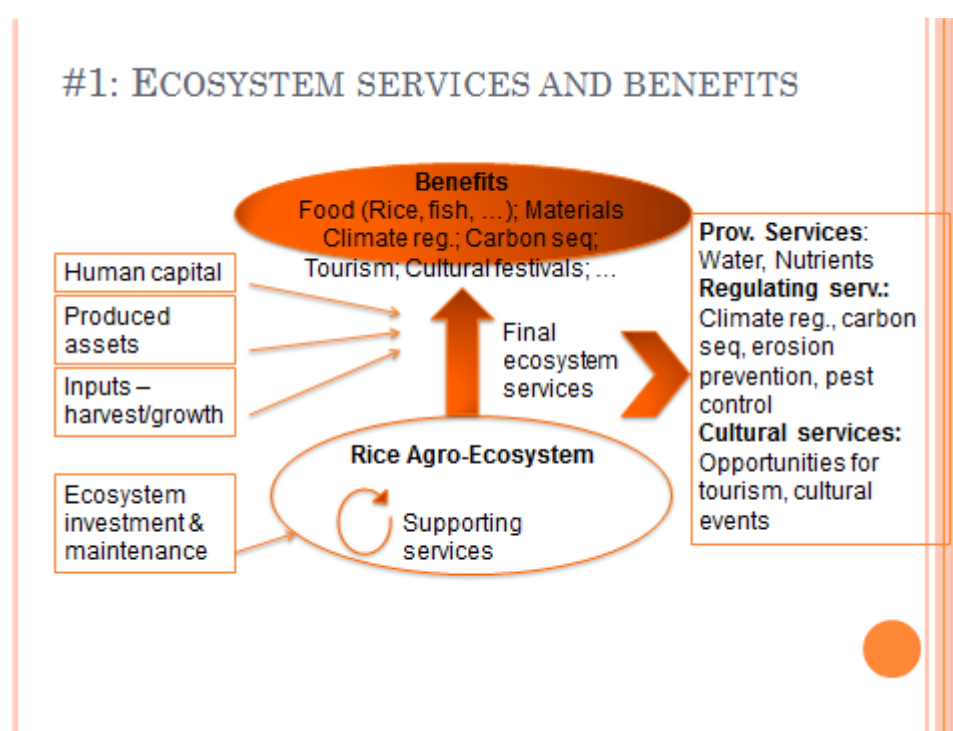 #1: ECOSYSTEM SERVICES AND BENEFITS
Benefits
Food (Rice, fish, ...); Materials
Climate reg.; Carbon seq;
Tourism; Cultural festivals; ...
Human capital
Produced
assets
Inputs –
harvest/growth
Ecosystem
investment &
maintenance
Final
ecosystem
services
Rice Agro-Ecosystem
Supporting
services
Prov. Services:
Water, Nutrients
Regulating serv.:
Climate reg., carbon
seq, erosion
prevention, pest
control
Cultural services:
Opportunities for
tourism, cultural
events